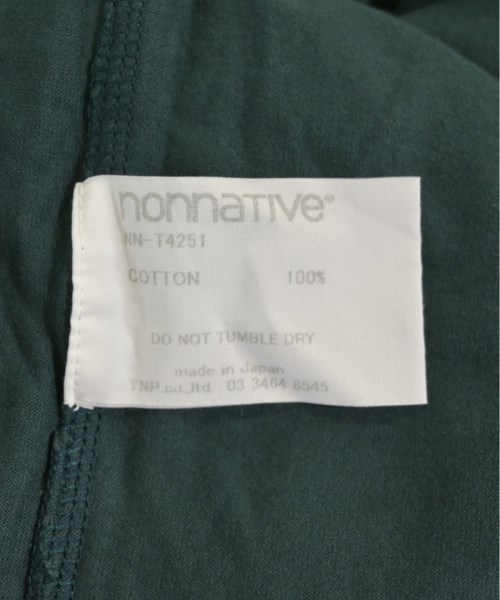 nonnative®
NN-T4251
COTTON 100%
DO NOT TUMBLE DRY
made in Japan
TNP.co.,ltd. 03 3464 8545